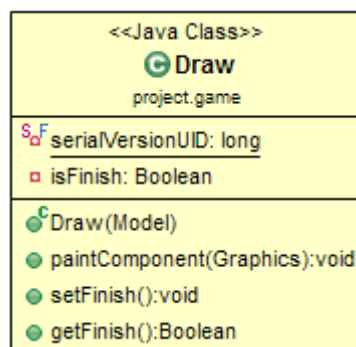 <<Java Class>>
C Draw
project.game
S F serialVersionUID: long
isFinish: Boolean
C Draw(Model)
paintComponent(Graphics):void
setFinish():void
getFinish():Boolean